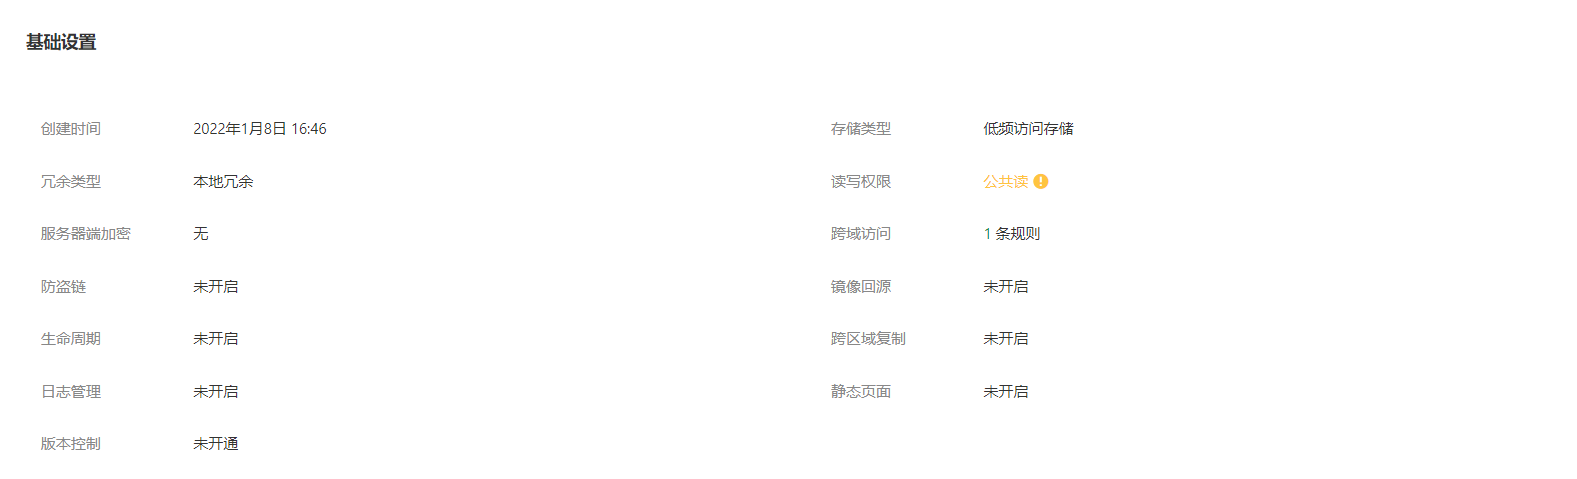 基础设置
创建时间 2022年1月8日 16:46 存储类型 低频访问存储
冗余类型 本地冗余 读写权限 公共读
服务器端加密 无 跨域访问 1 条规则
防盗链 未开启 镜像回源 未开启
生命周期 未开启 跨区域复制 未开启
日志管理 未开启 静态页面 未开启
版本控制 未开通